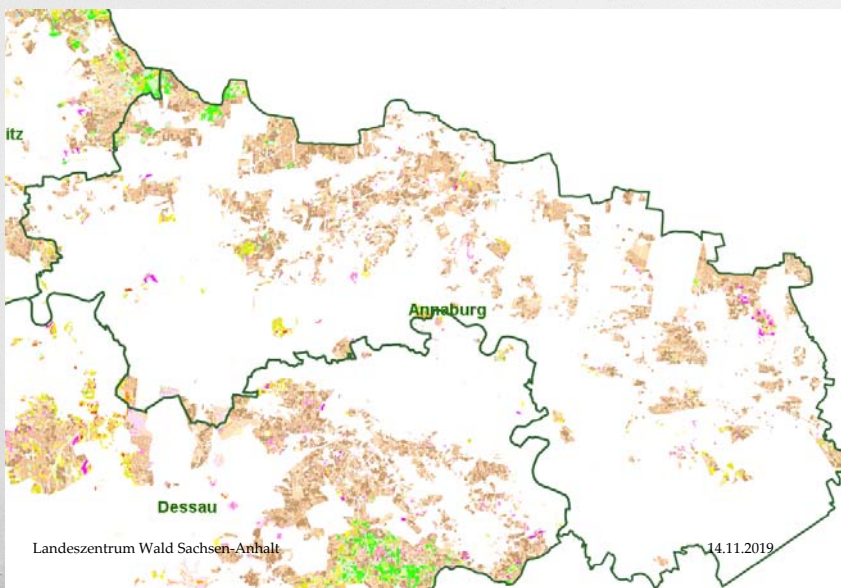 itz
Annaburg
Dessau
Landeszentrum Wald Sachsen-Anhalt
14.11.2019